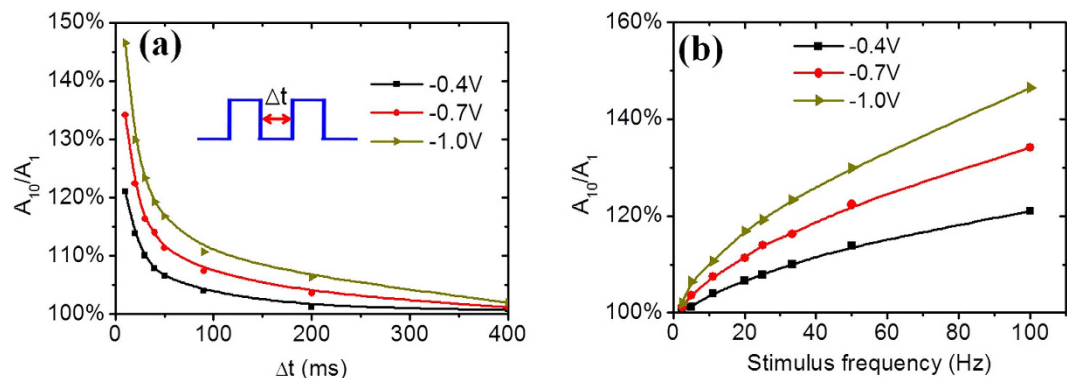 (a)
150%
140%
130%
120%
110%
100%
A10/A1
0
100
200
300
400
Δt (ms)
Δt
-0.4V
-0.7V
-1.0V
(b)
160%
140%
120%
100%
A10/A1
0
20
40
60
80
100
Stimulus frequency (Hz)
-0.4V
-0.7V
-1.0V